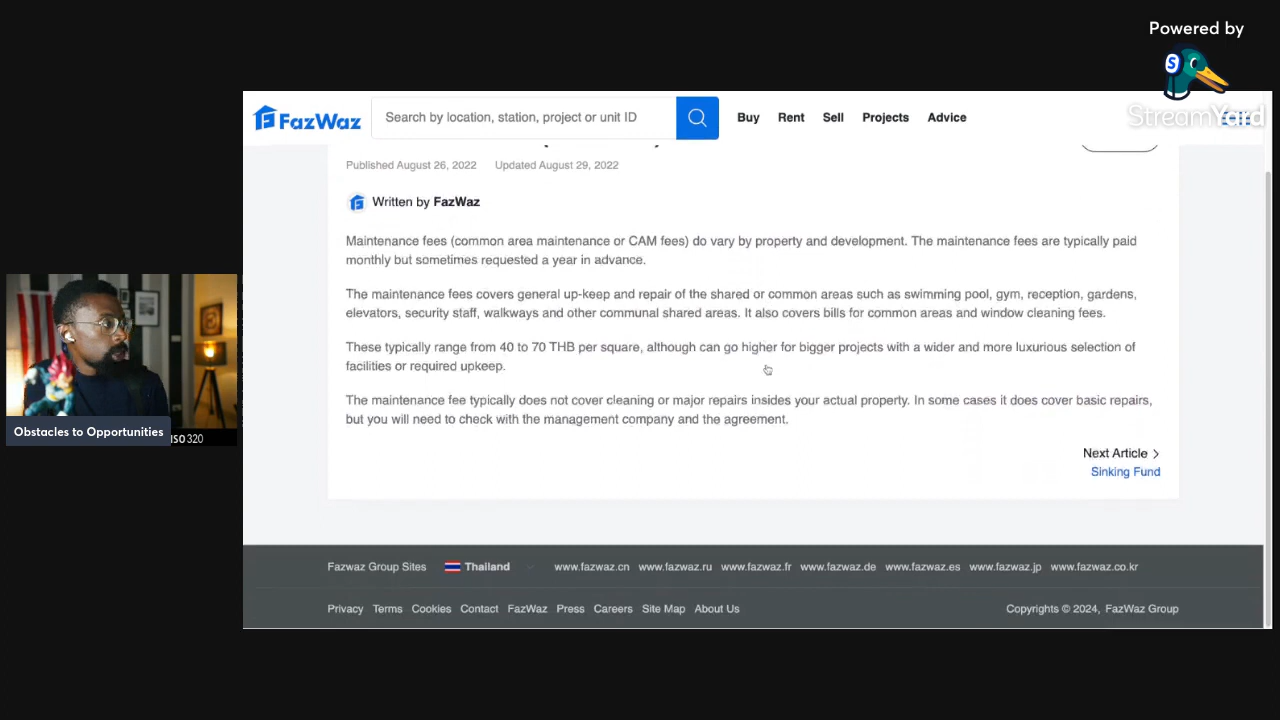 Powered by
S
StreamYard
FazWaz
Search by location, station, project or unit ID
Buy Rent Sell Projects Advice
Published August 26, 2022 Updated August 29, 2022
Written by FazWaz
Maintenance fees (common area maintenance or CAM fees) do vary by property and development. The maintenance fees are typically paid
monthly but sometimes requested a year in advance.
The maintenance fees covers general up-keep and repair of the shared or common areas such as swimming pool, gym, reception, gardens,
elevators, security staff, walkways and other communal shared areas. It also covers bills for common areas and window cleaning fees.
These typically range from 40 to 70 THB per square, although can go higher for bigger projects with a wider and more luxurious selection of
facilities or required upkeep.
The maintenance fee typically does not cover cleaning or major repairs insides your actual property. In some cases it does cover basic repairs,
but you will need to check with the management company and the agreement.
Next Article
Sinking Fund
Obstacles to Opportunities
ISO 320
Fazwaz Group Sites Thailand www.fazwaz.cn www.fazwaz.ru www.fazwaz.fr www.fazwaz.de www.fazwaz.es www.fazwaz.jp www.fazwaz.co.kr
Privacy Terms Cookies Contact FazWaz Press Careers Site Map About Us
Copyrights © 2024, FazWaz Group